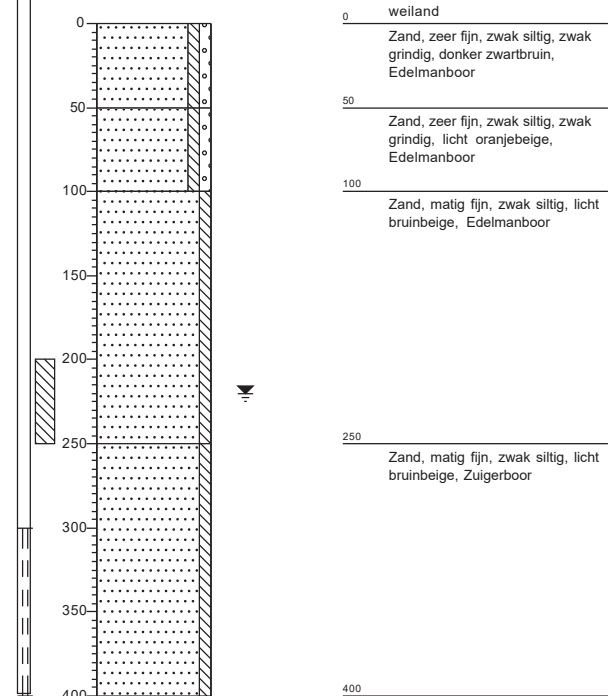 0
50
100
150
200
250
300
350
400
0
weiland
Zand, zeer fijn, zwak siltig, zwak
grindig, donker zwartbruin,
Edelmanboor
50
Zand, zeer fijn, zwak siltig, zwak
grindig, licht oranjebeige,
Edelmanboor
100
Zand, matig fijn, zwak siltig, licht
bruinbeige, Edelmanboor
250
Zand, matig fijn, zwak siltig, licht
bruinbeige, Zuigerboor
400